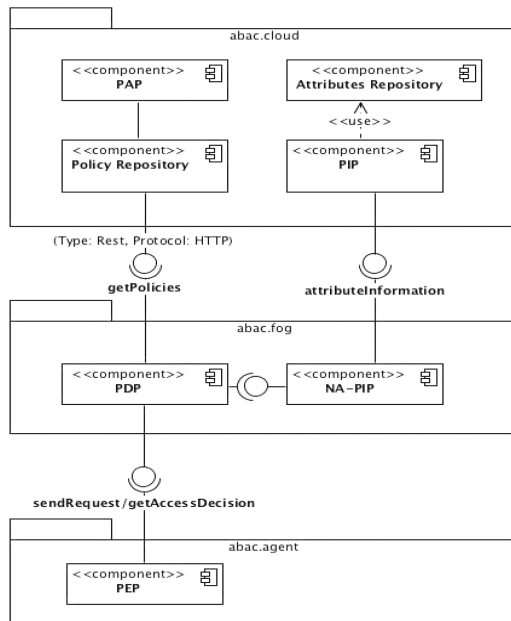 abac.cloud
<<component>>
PAP
<<component>>
Attributes Repository
<<use>>
<<component>>
Policy Repository
<<component>>
PIP
(Type: Rest, Protocol: HTTP)
getPolicies
attributeInformation
abac.fog
<<component>>
PDP
<<component>>
NA-PIP
sendRequest/getAccessDecision
abac.agent
<<component>>
PEP